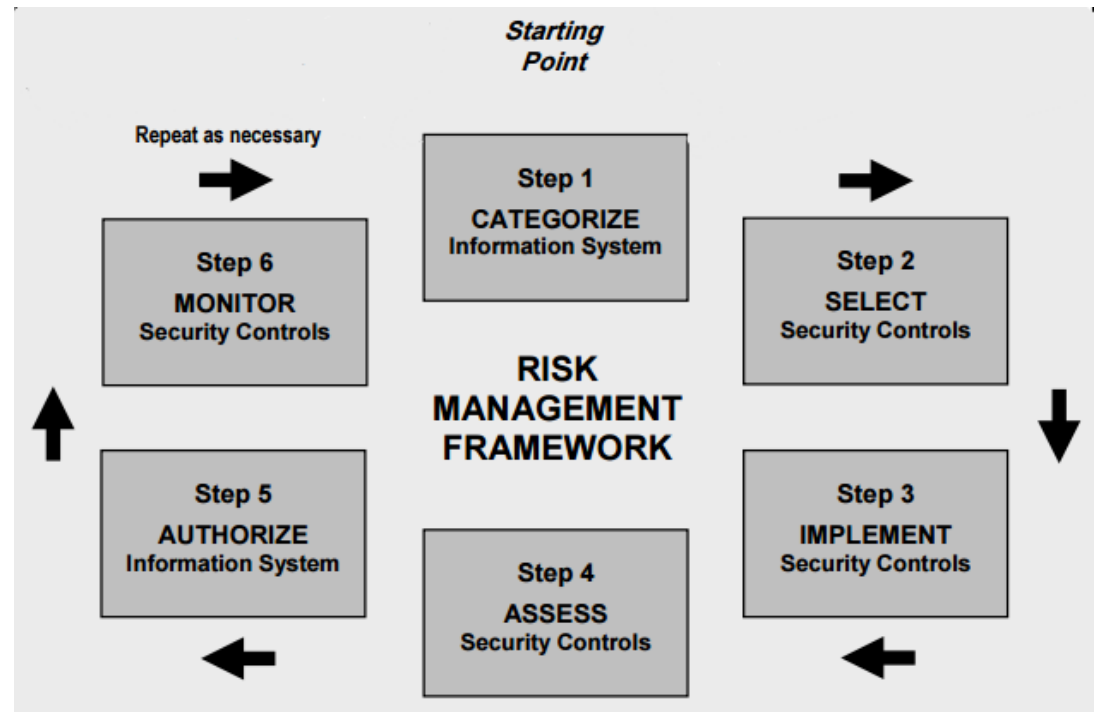 Starting
Point
Repeat as necessary
Step 1
CATEGORIZE
Information System
Step 2
SELECT
Security Controls
Step 3
IMPLEMENT
Security Controls
Step 4
ASSESS
Security Controls
Step 5
AUTHORIZE
Information System
Step 6
MONITOR
Security Controls
RISK
MANAGEMENT
FRAMEWORK